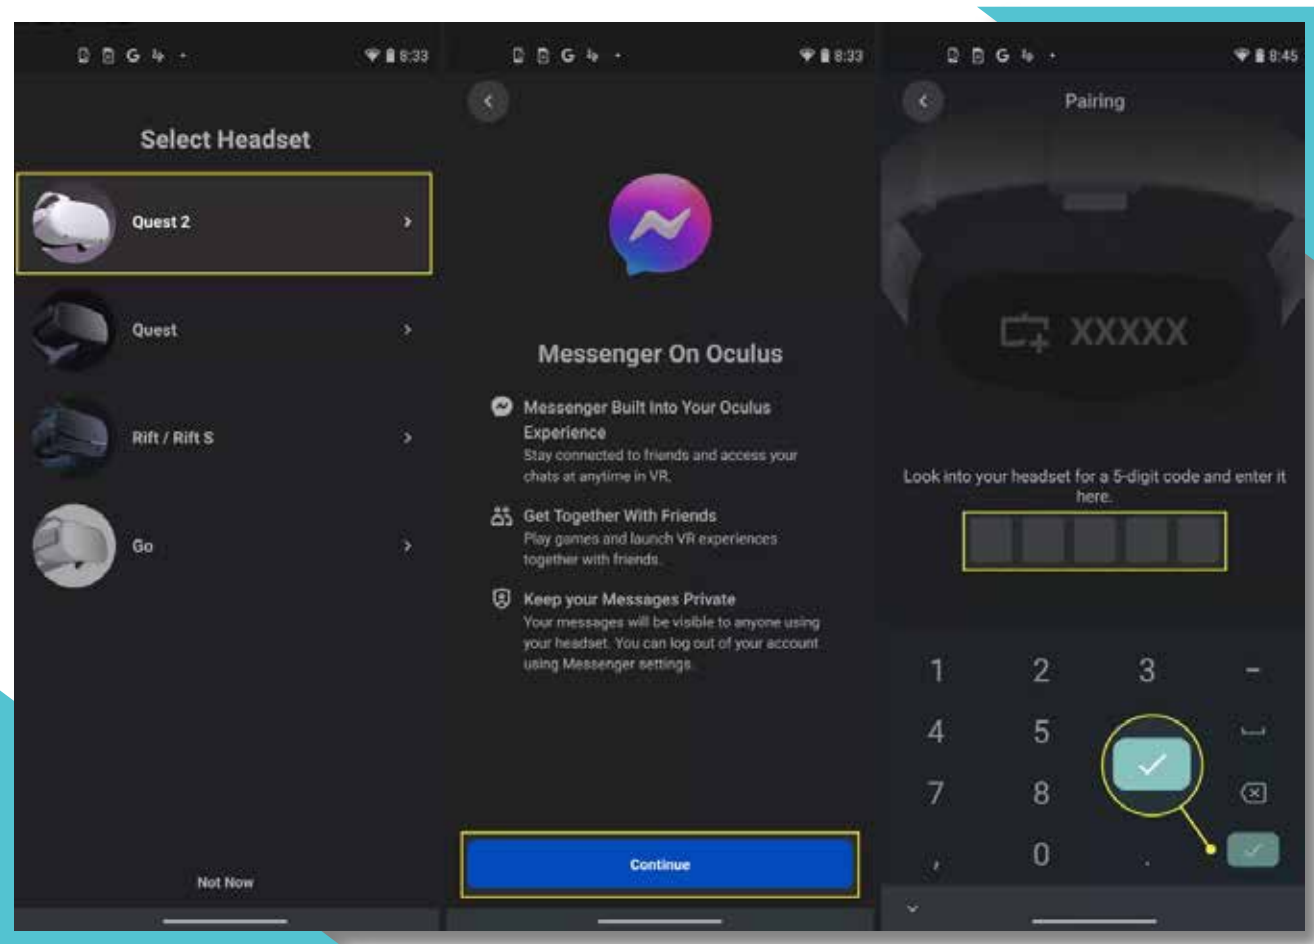 G 8:33
Select Headset
Quest 2
Quest
Rift / Rift S
Go
Not Now
G 8:33
Messenger On Oculus
Messenger Built Into Your Oculus
Experience
Stay connected to friends and access your
chats at anytime in VR.
Get Together With Friends
Play games and launch VR experiences
together with friends.
Keep your Messages Private
Your messages will be visible to anyone using
your headset. You can log out of your account
using Messenger settings.
Continue
G 8:45
Pairing
XXXXX
Look into your headset for a 5-digit code and enter it
here.
1 2 3 -
4 5
7 8
, 0 .